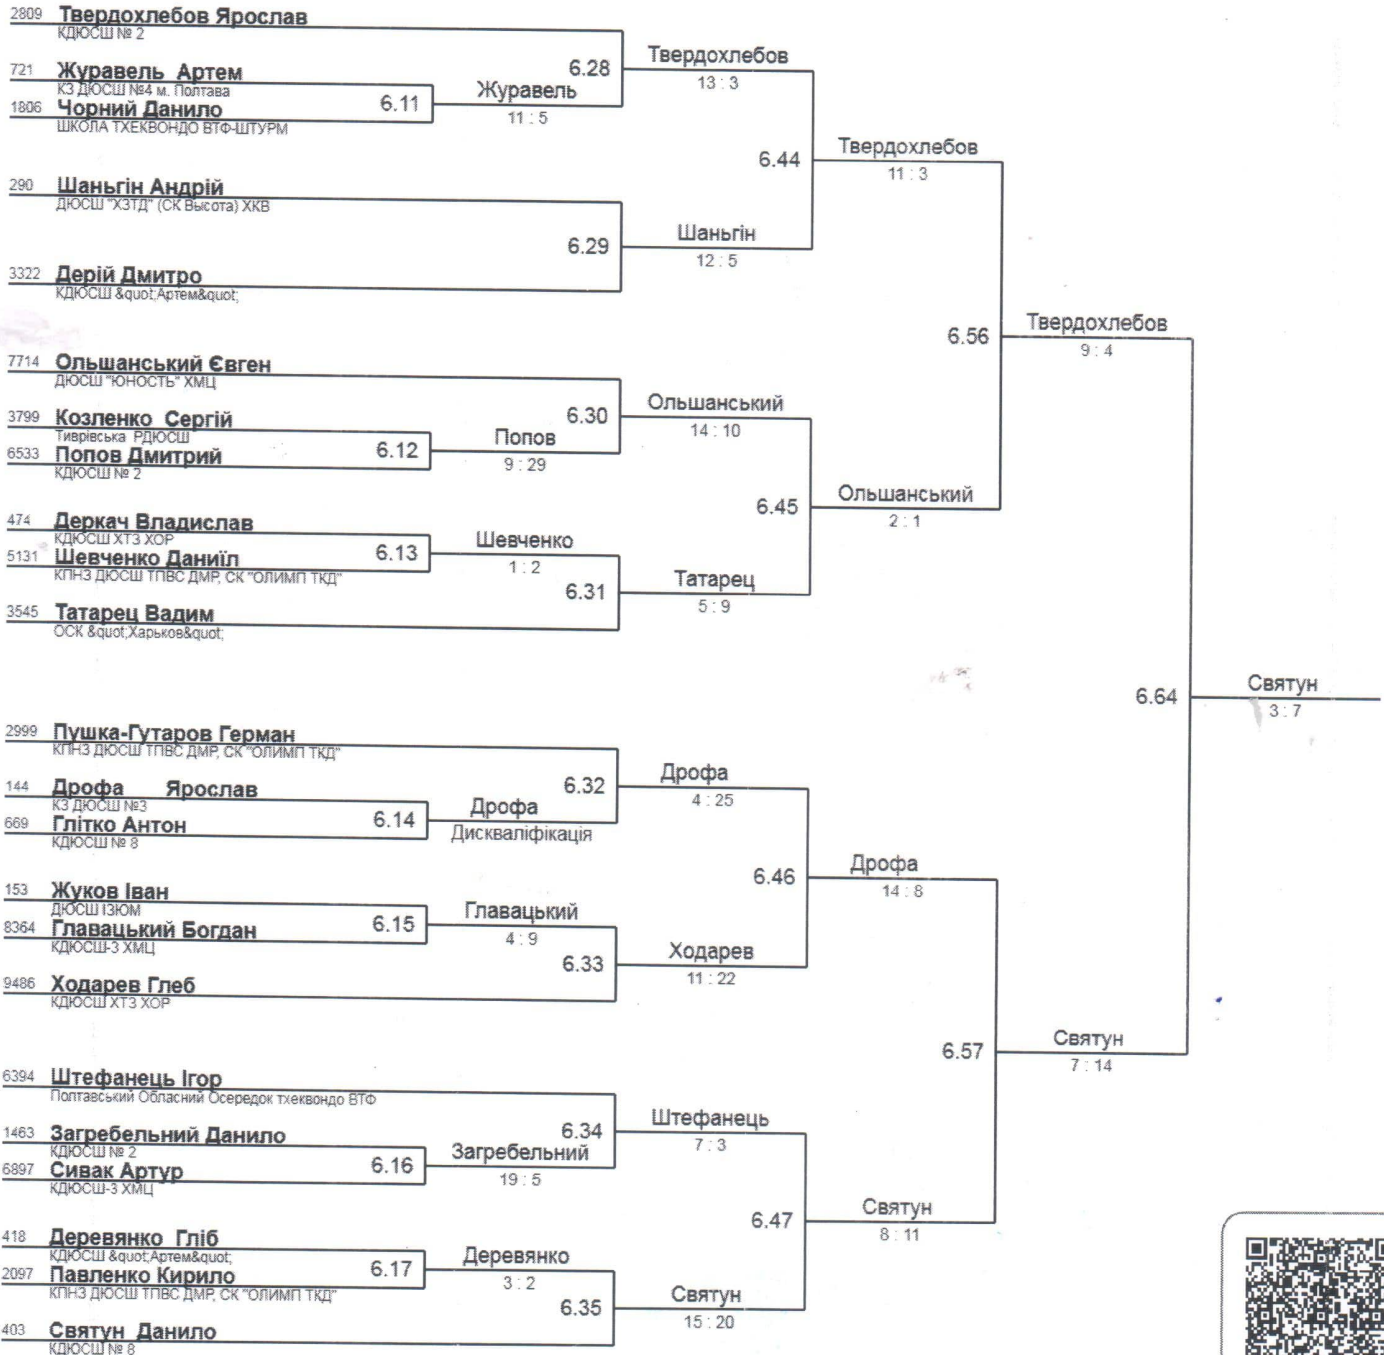 2809 Твердохлебов Ярослав
КДЮСШ № 2
Твердохлебов
6.28
13 : 3
721 Журавель Артем
КЗ ДЮСШ №4 м. Полтава
6.11
Журавель
11 : 5
1806 Чорний Данило
ШКОЛА ТХЕКВОНДО ВТФ-ШТУРМ
6.44
Твердохлебов
11 : 3
290 Шаньгін Андрій
ДЮСШ "ХЗТД" (СК Высота) ХКВ
6.29
Шаньгін
12 : 5
3322 Дерій Дмитро
КДЮСШ &quot;Артем&quot;
6.56
Твердохлебов
9 : 4
7714 Ольшанський Євген
ДЮСШ "ЮНОСТЬ" ХМЦ
6.30
Ольшанський
14 : 10
3799 Козленко Сергій
Тиврівська РДЮСШ
6.12
Попов
9 : 29
6533 Попов Дмитрий
КДЮСШ № 2
6.45
Ольшанський
2 : 1
474 Деркач Владислав
КДЮСШ ХТЗ ХОР
6.13
Шевченко
1 : 2
5131 Шевченко Даниїл
КПНЗ ДЮСШ ТПВС ДМР, СК "ОЛИМП ТКД"
6.31
Татарец
5 : 9
3545 Татарец Вадим
ОСК &quot;Харьков&quot;
6.64
Святун
3 : 7
2999 Пушка-Гутаров Герман
КПНЗ ДЮСШ ТПВС ДМР, СК "ОЛИМП ТКД"
6.32
Дрофа
4 : 25
144 Дрофа Ярослав
КЗ ДЮСШ №3
6.14
Дрофа
Дискваліфікація
669 Глітко Антон
КДЮСШ № 8
6.46
Дрофа
14 : 8
153 Жуков Іван
ДЮСШ ІЗЮМ
6.15
Главацький
4 : 9
8364 Главацький Богдан
КДЮСШ-3 ХМЦ
6.33
Ходарев
11 : 22
9486 Ходарев Глеб
КДЮСШ ХТЗ ХОР
6.57
Святун
7 : 14
6394 Штефанець Ігор
Полтавський Обласний Осередок тхеквондо ВТФ
6.34
Штефанець
7 : 3
1463 Загребельний Данило
КДЮСШ № 2
6.16
Загребельний
19 : 5
6897 Сивак Артур
КДЮСШ-3 ХМЦ
6.47
Святун
8 : 11
418 Деревянко Гліб
КДЮСШ &quot;Артем&quot;
6.17
Деревянко
3 : 2
2097 Павленко Кирило
КПНЗ ДЮСШ ТПВС ДМР, СК "ОЛИМП ТКД"
6.35
Святун
15 : 20
403 Святун Данило
КДЮСШ № 8